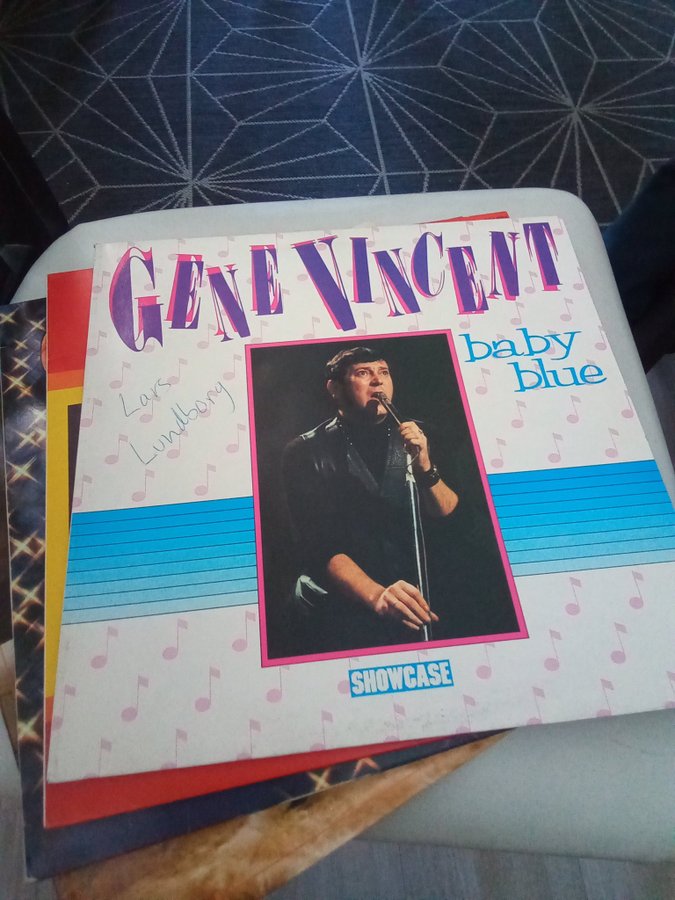 GENE VINCENT
baby
blue
Lars
Lundborg
SHOWCASE